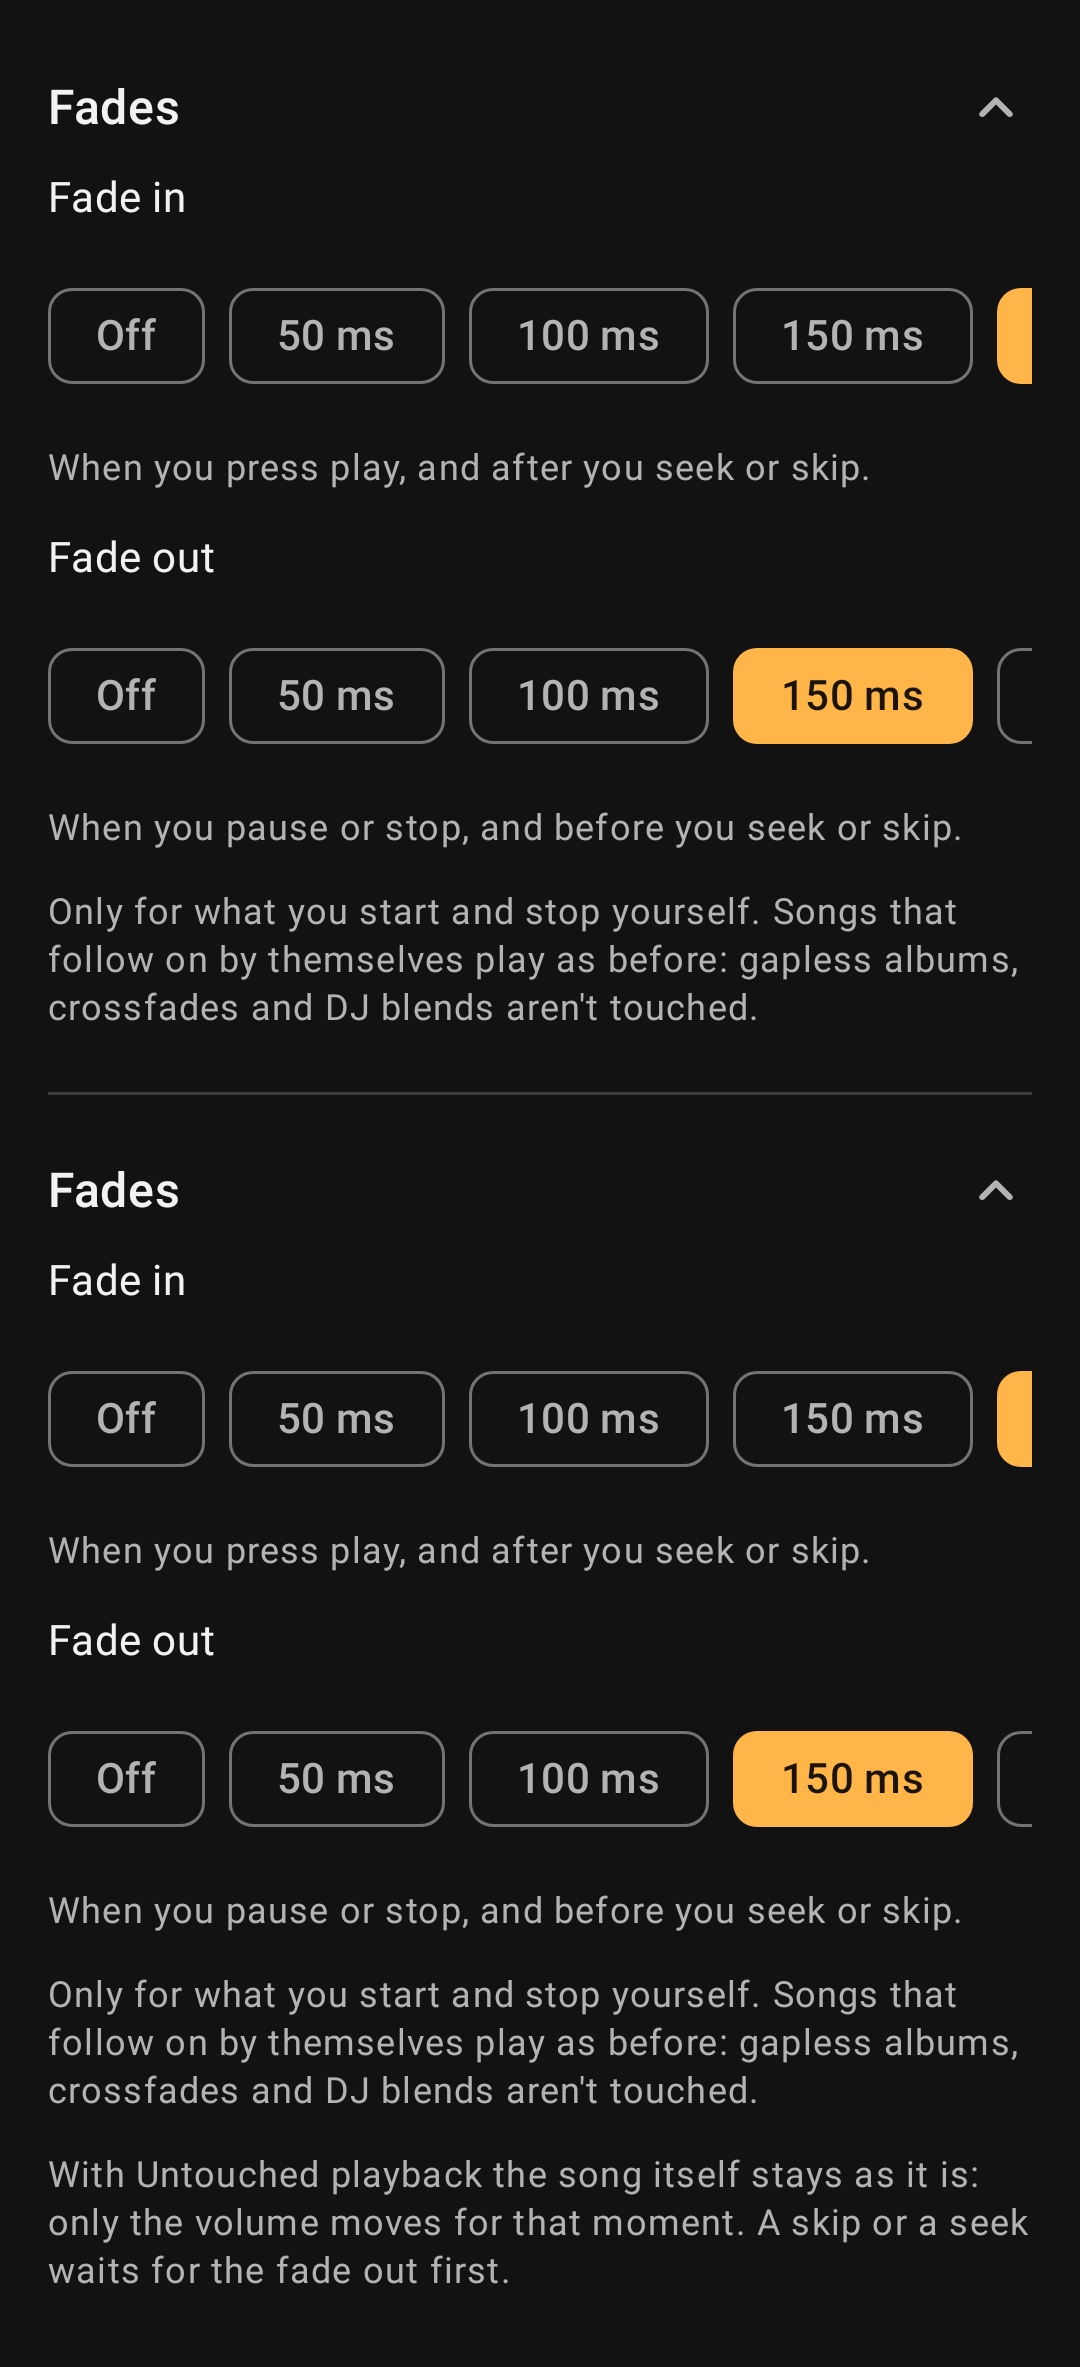 Fades
Fade in
Off 50 ms 100 ms 150 ms
When you press play, and after you seek or skip.
Fade out
Off 50 ms 100 ms 150 ms
When you pause or stop, and before you seek or skip.
Only for what you start and stop yourself. Songs that
follow on by themselves play as before: gapless albums,
crossfades and DJ blends aren't touched.
Fades
Fade in
Off 50 ms 100 ms 150 ms
When you press play, and after you seek or skip.
Fade out
Off 50 ms 100 ms 150 ms
When you pause or stop, and before you seek or skip.
Only for what you start and stop yourself. Songs that
follow on by themselves play as before: gapless albums,
crossfades and DJ blends aren't touched.
With Untouched playback the song itself stays as it is:
only the volume moves for that moment. A skip or a seek
waits for the fade out first.